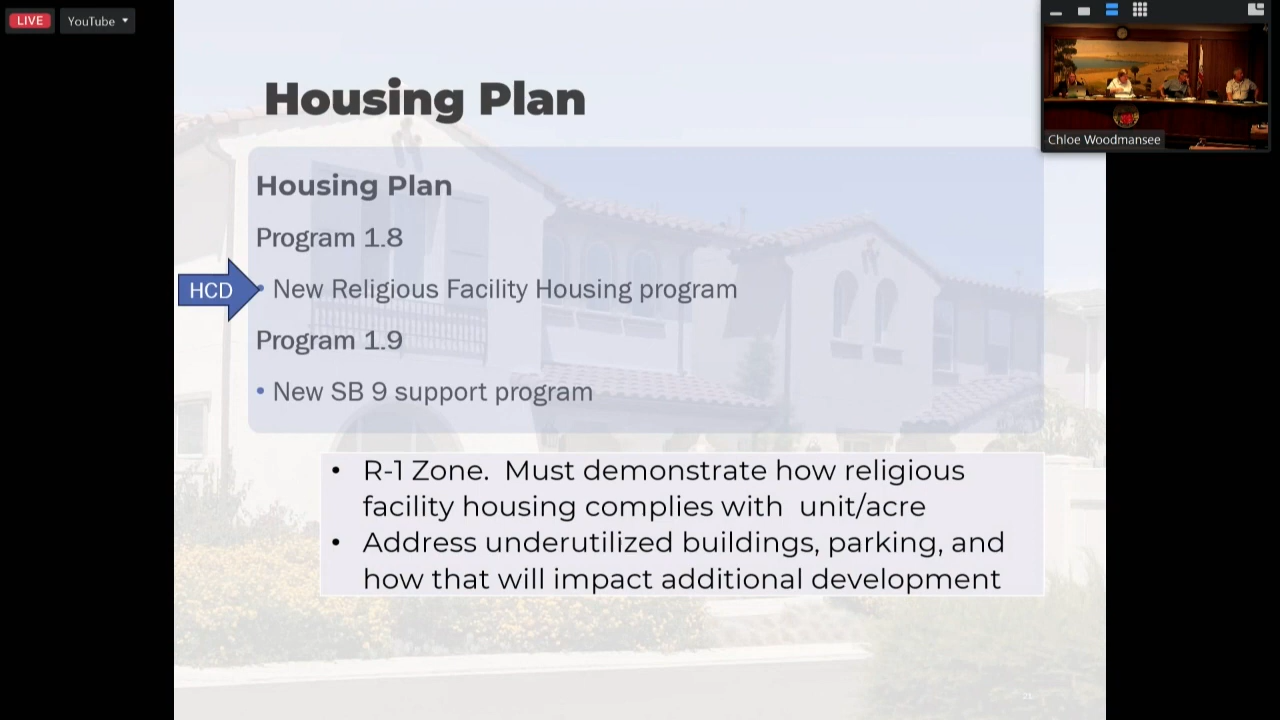 LIVE
YouTube
Chloe Woodmansee
Housing Plan
Housing Plan
Program 1.8
HCD
• New Religious Facility Housing program
Program 1.9
• New SB 9 support program
• R-1 Zone. Must demonstrate how religious
facility housing complies with unit/acre
• Address underutilized buildings, parking, and
how that will impact additional development